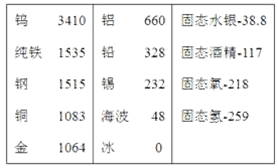 钨 3410 铝 660 固态水银-38.8
纯铁 1535 铅 328 固态酒精-117
钢 1515 锡 232 固态氧-218
铜 1083 海波 48 固态氢-259
金 1064 冰 0